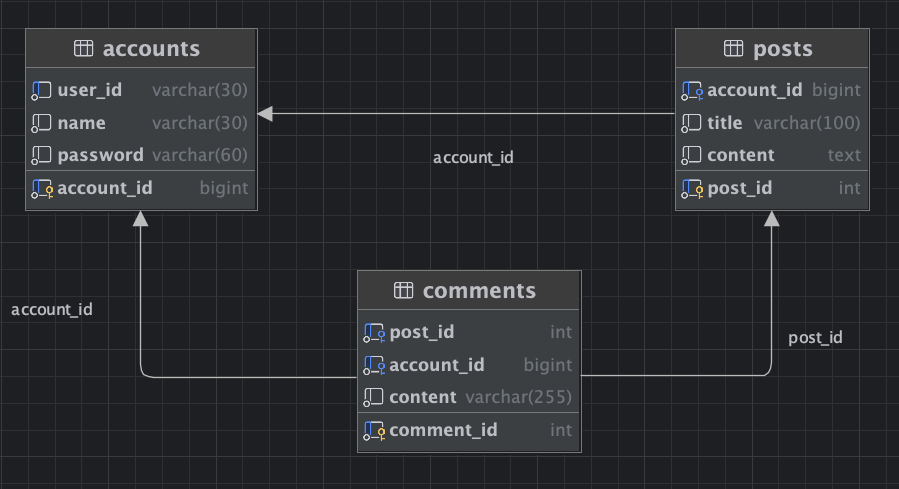 accounts
user_id varchar(30)
name varchar(30)
password varchar(60)
account_id bigint
posts
account_id bigint
title varchar(100)
content text
post_id int
account_id
account_id
comments
post_id int
account_id bigint
content varchar(255)
comment_id int
post_id